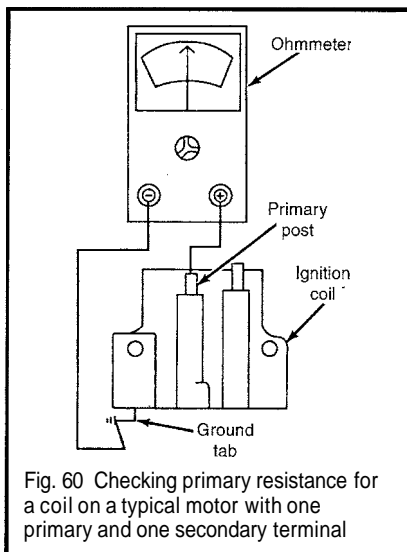 Ohmmeter
− +
Primary
post
Ignition
coil
Ground
tab
Fig. 60 Checking primary resistance for
a coil on a typical motor with one
primary and one secondary terminal